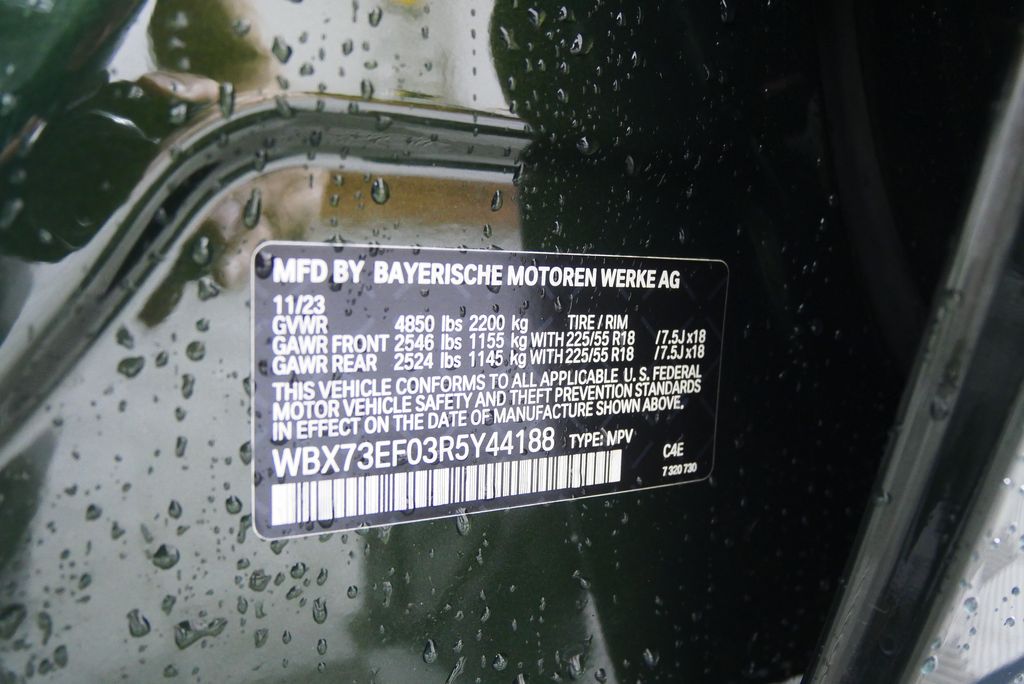 MFD BY BAYERISCHE MOTOREN WERKE AG
11/23
GVWR 4850 lbs 2200 kg TIRE / RIM
GAWR FRONT 2546 lbs 1155 kg WITH 225/55 R18 /7.5J x18
GAWR REAR 2524 lbs 1145 kg WITH 225/55 R18 /7.5J x18
THIS VEHICLE CONFORMS TO ALL APPLICABLE U.S. FEDERAL
MOTOR VEHICLE SAFETY AND THEFT PREVENTION STANDARDS
IN EFFECT ON THE DATE OF MANUFACTURE SHOWN ABOVE.
WBX73EF03R5Y44188 TYPE: MPV C4E
7 320 730